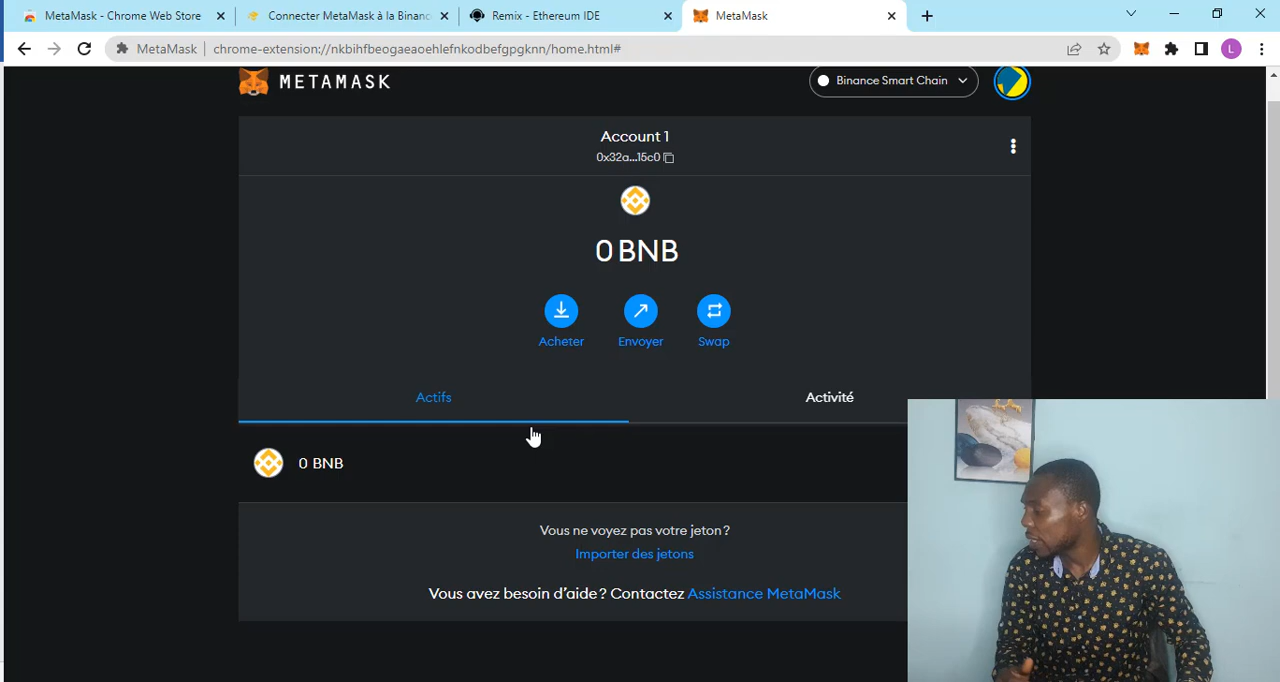 MetaMask - Chrome Web Store
Connecter MetaMask à la Binanc
Remix - Ethereum IDE
MetaMask
MetaMask
chrome-extension://nkbihfbeogaeaoehlefnkodbefgpgknn/home.html#
L
METAMASK
Binance Smart Chain
Account 1
0x32a...15c0
0 BNB
Acheter
Envoyer
Swap
Actifs
Activité
0 BNB
Vous ne voyez pas votre jeton ?
Importer des jetons
Vous avez besoin d’aide ? Contactez Assistance MetaMask